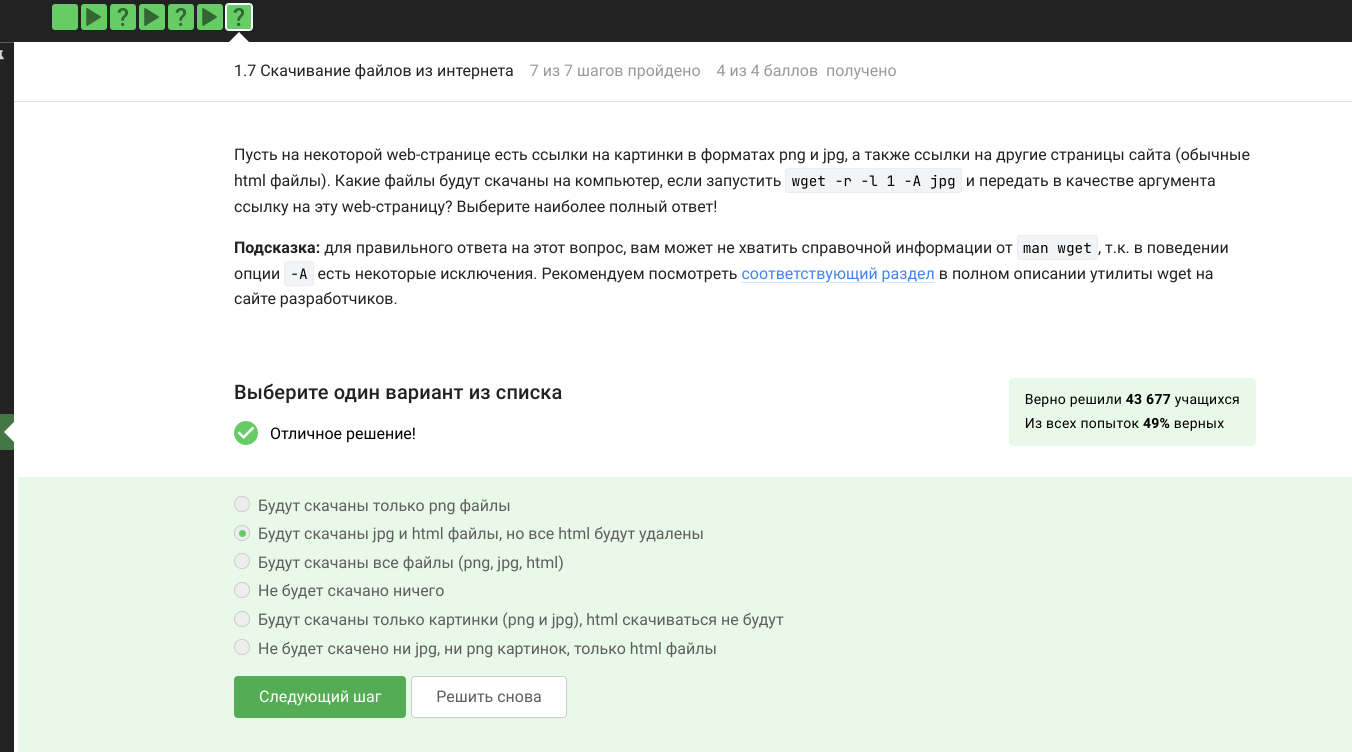 ? ? ?
1.7 Скачивание файлов из интернета 7 из 7 шагов пройдено 4 из 4 баллов получено
Пусть на некоторой web-странице есть ссылки на картинки в форматах png и jpg, а также ссылки на другие страницы сайта (обычные
html файлы). Какие файлы будут скачаны на компьютер, если запустить wget -r -l 1 -A jpg и передать в качестве аргумента
ссылку на эту web-страницу? Выберите наиболее полный ответ!
Подсказка: для правильного ответа на этот вопрос, вам может не хватить справочной информации от man wget, т.к. в поведении
опции -A есть некоторые исключения. Рекомендуем посмотреть соответствующий раздел в полном описании утилиты wget на
сайте разработчиков.
Выберите один вариант из списка
Верно решили 43 677 учащихся
Из всех попыток 49% верных
Отличное решение!
Будут скачаны только png файлы
Будут скачаны jpg и html файлы, но все html будут удалены
Будут скачаны все файлы (png, jpg, html)
Не будет скачано ничего
Будут скачаны только картинки (png и jpg), html скачиваться не будут
Не будет скачено ни jpg, ни png картинок, только html файлы
Следующий шаг Решить снова